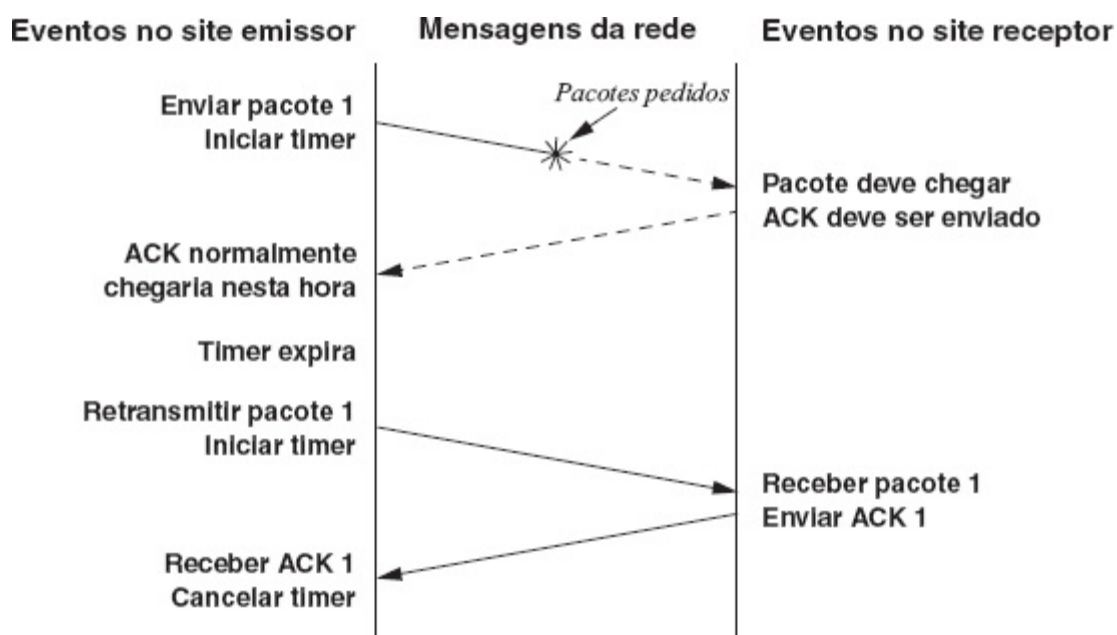 Eventos no site emissor
Mensagens da rede
Eventos no site receptor
Pacotes pedidos
Enviar pacote 1
Iniciar timer
Pacote deve chegar
ACK deve ser enviado
ACK normalmente
chegaria nesta hora
Timer expira
Retransmitir pacote 1
Iniciar timer
Receber pacote 1
Enviar ACK 1
Receber ACK 1
Cancelar timer